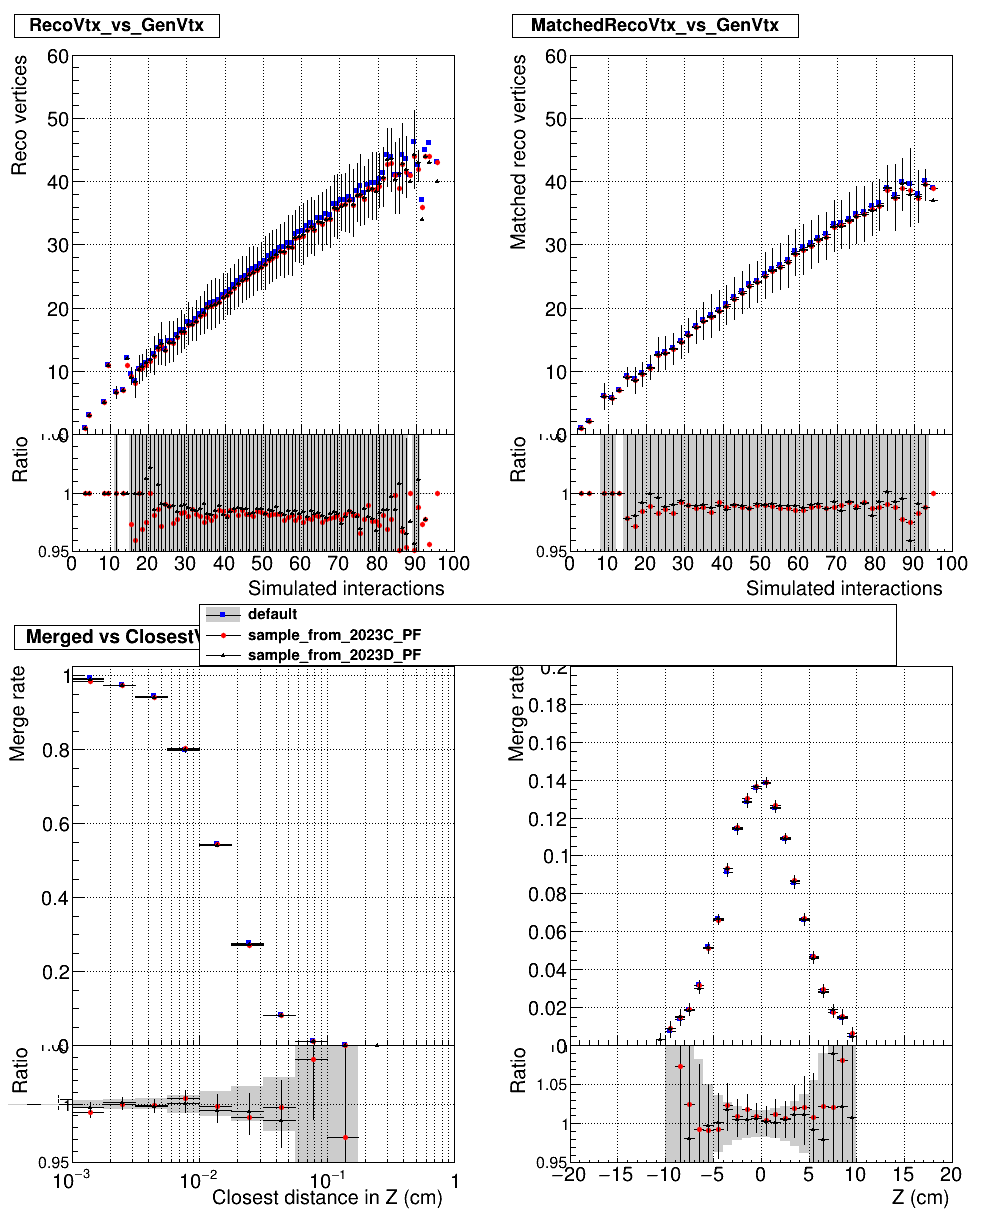 RecoVtx_vs_GenVtx
Reco vertices
60
50
40
30
20
10
0
Ratio
1
0.95
0 10 20 30 40 50 60 70 80 90 100
Simulated interactions
MatchedRecoVtx_vs_GenVtx
Matched reco vertices
60
50
40
30
20
10
0
Ratio
1
0.95
0 10 20 30 40 50 60 70 80 90 100
Simulated interactions
default
sample_from_2023C_PF
sample_from_2023D_PF
Merged vs Closest
Merge rate
1
0.8
0.6
0.4
0.2
0
Ratio
0.95
10−3 10−2 10−1 1
Closest distance in Z (cm)
Merge rate
0.2
0.18
0.16
0.14
0.12
0.1
0.08
0.06
0.04
0.02
0
Ratio
1.05
1
0.95
−20 −15 −10 −5 0 5 10 15 20
Z (cm)